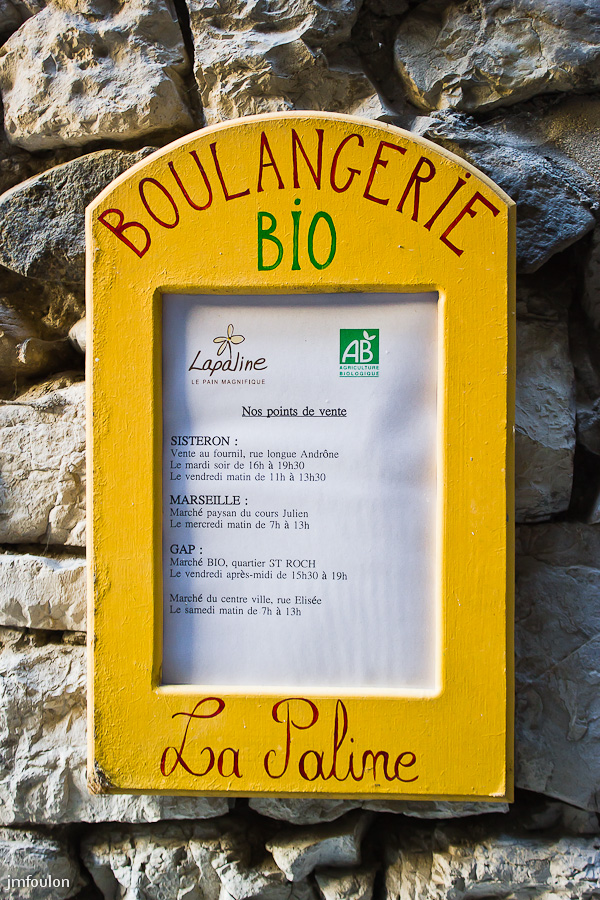 BOULANGERIE
BIO
Lapaline
LE PAIN MAGNIFIQUE
AB
AGRICULTURE
BIOLOGIQUE
Nos points de vente
SISTERON :
Vente au fournil, rue longue Andrône
Le mardi soir de 16h à 19h30
Le vendredi matin de 11h à 13h30
MARSEILLE :
Marché paysan du cours Julien
Le mercredi matin de 7h à 13h
GAP :
Marché BIO, quartier ST ROCH
Le vendredi après-midi de 15h30 à 19h
Marché du centre ville, rue Elisée
Le samedi matin de 7h à 13h
La Paline
jmfoulon